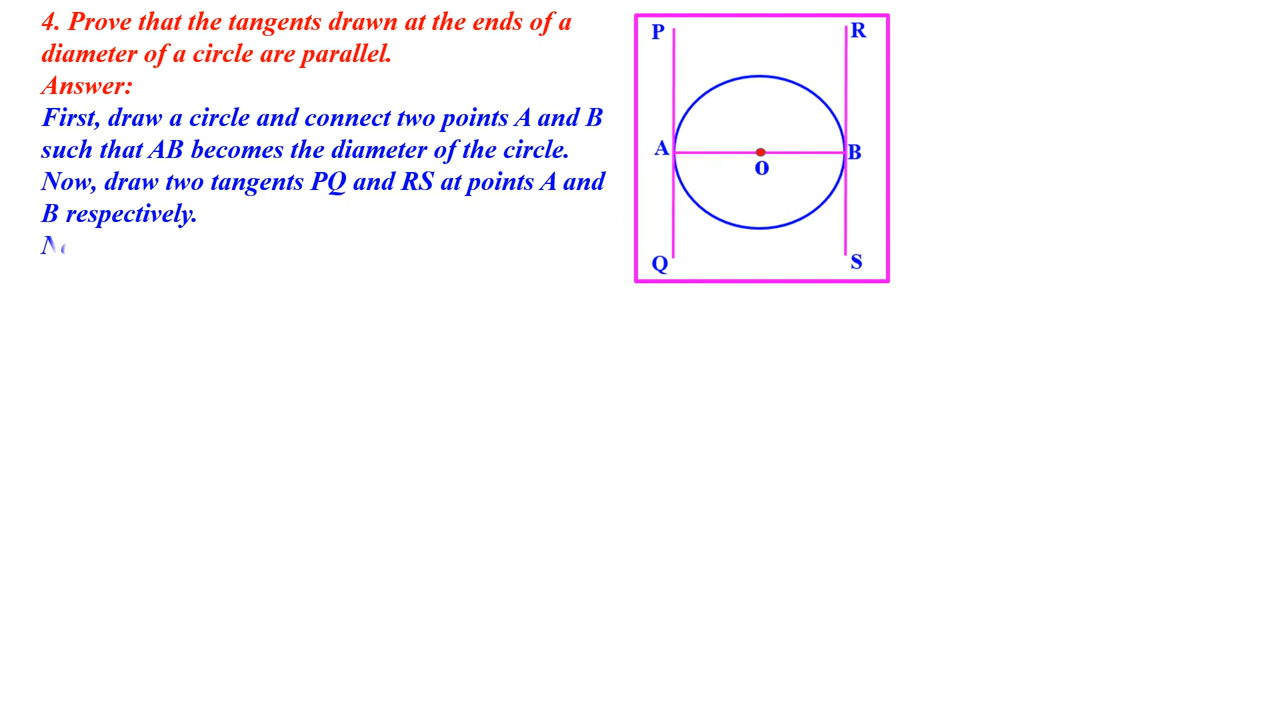 4. Prove that the tangents drawn at the ends of a
diameter of a circle are parallel.
Answer:
First, draw a circle and connect two points A and B
such that AB becomes the diameter of the circle.
Now, draw two tangents PQ and RS at points A and
B respectively.
P
R
A
B
O
Q
S